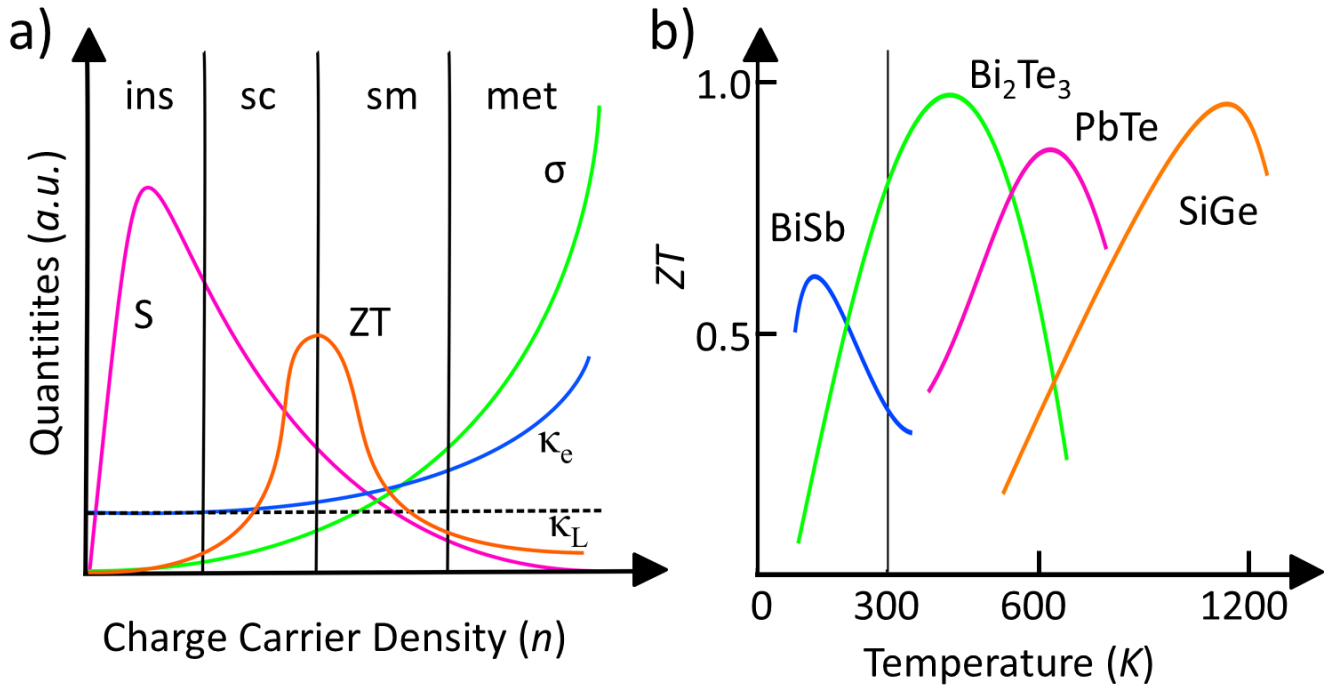 a)
ins sc sm met
σ
S
ZT
κe
κL
Quantitites (a.u.)
Charge Carrier Density (n)
b)
1.0
0.5
ZT
Bi₂Te₃
PbTe
SiGe
BiSb
0 300 600 1200
Temperature (K)